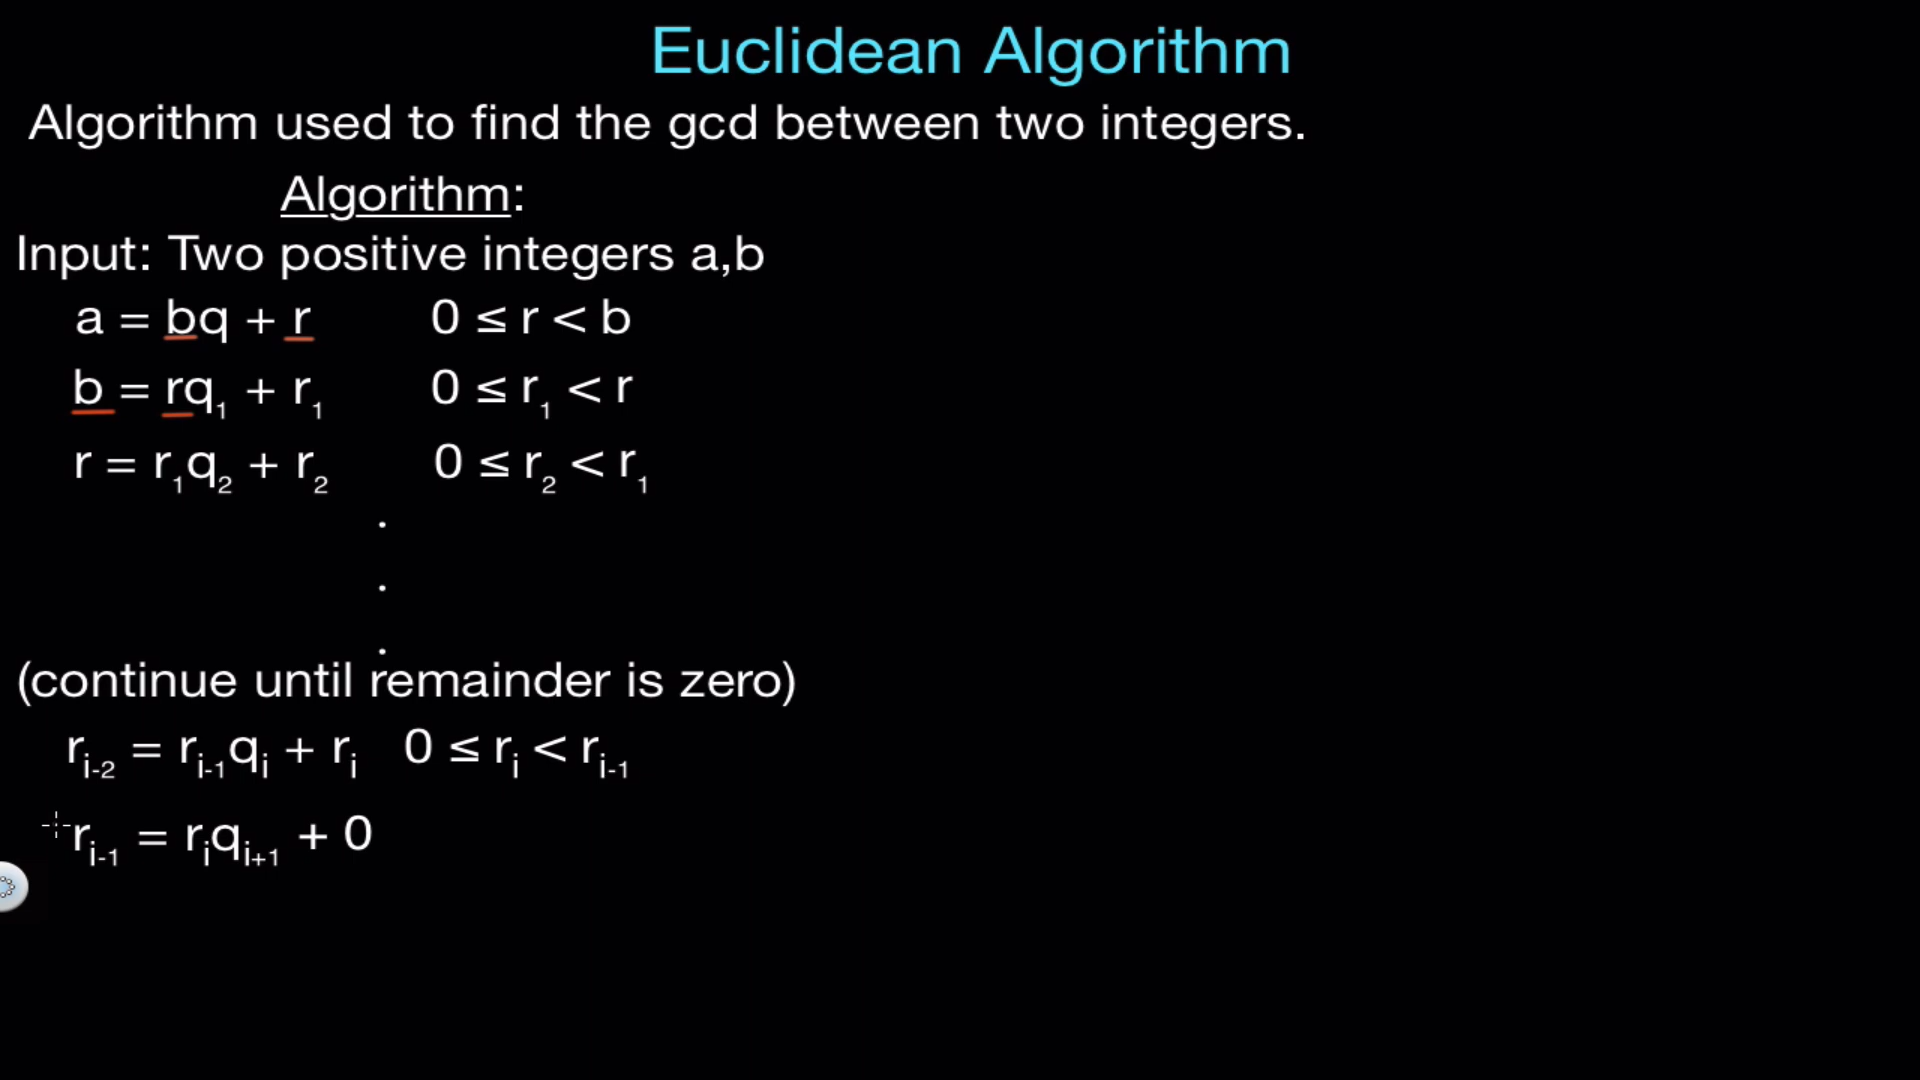 Euclidean Algorithm
Algorithm used to find the gcd between two integers.
Algorithm:
Input: Two positive integers a,b
a = bq + r 0 ≤ r < b
b = rq₁ + r₁ 0 ≤ r₁ < r
r = r₁q₂ + r₂ 0 ≤ r₂ < r₁
.
.
.
(continue until remainder is zero)
rᵢ₋₂ = rᵢ₋₁qᵢ + rᵢ 0 ≤ rᵢ < rᵢ₋₁
rᵢ₋₁ = rᵢqᵢ₊₁ + 0